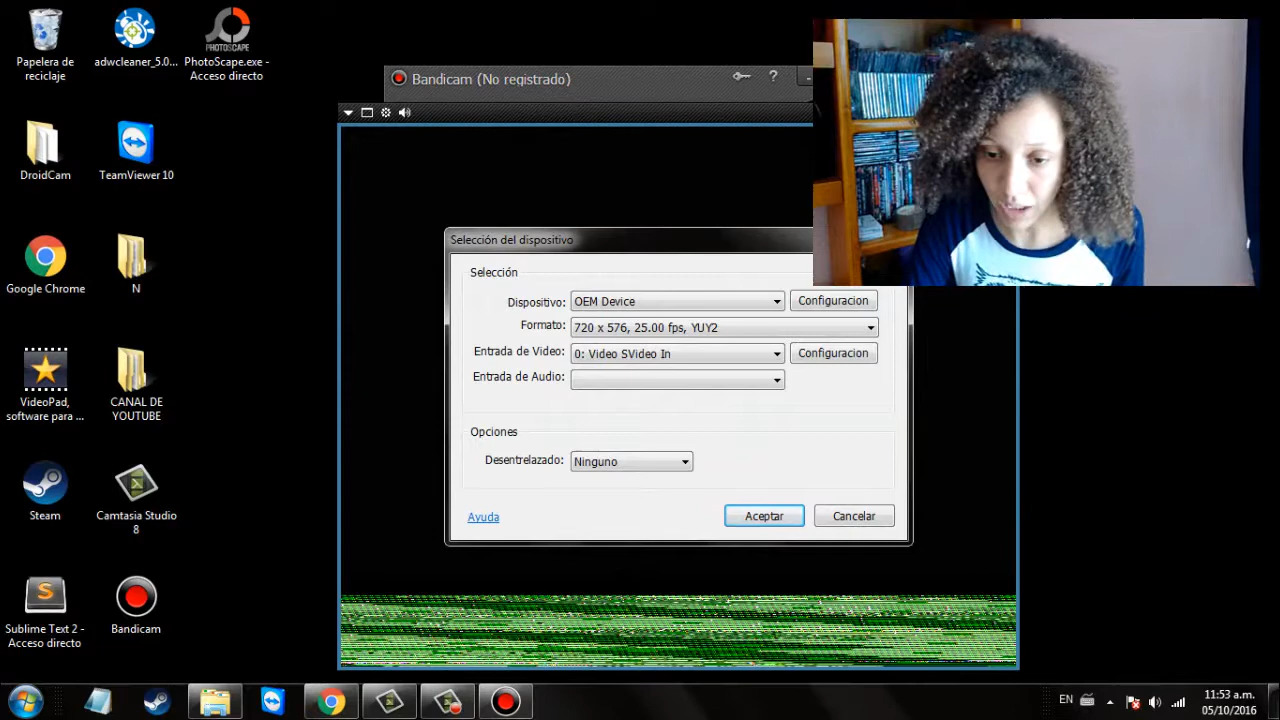 Papelera de
reciclaje
adwcleaner_5.0...
PHOTOSCAPE
PhotoScape.exe -
Acceso directo
DroidCam
TeamViewer 10
Google Chrome
N
VideoPad,
software para ...
CANAL DE
YOUTUBE
Steam
Camtasia Studio
8
Sublime Text 2 -
Acceso directo
Bandicam
Bandicam (No registrado)
Selección del dispositivo
Selección
Dispositivo: OEM Device Configuracion
Formato: 720 x 576, 25.00 fps, YUY2
Entrada de Video: 0: Video SVideo In Configuracion
Entrada de Audio:
Opciones
Desentrelazado: Ninguno
Ayuda Aceptar Cancelar
EN
11:53 a.m.
05/10/2016